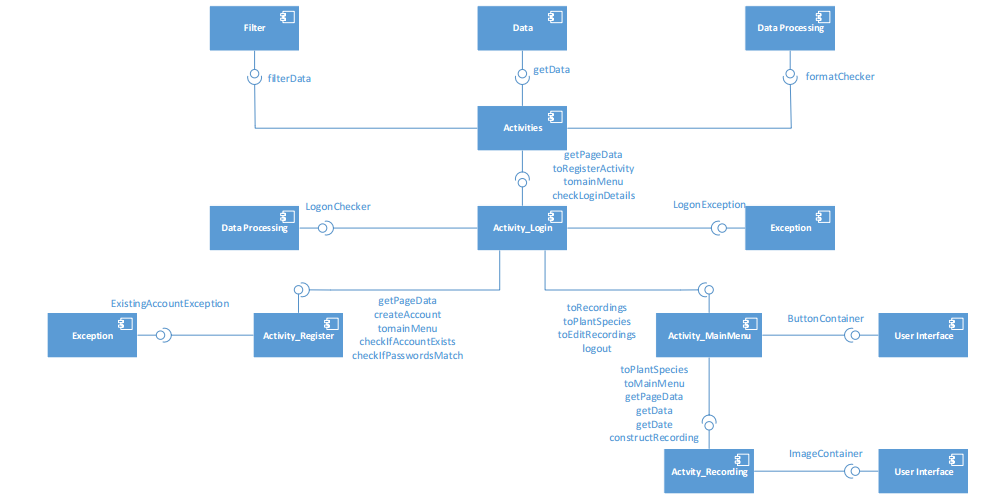 Filter
Data
Data Processing
filterData
getData
formatChecker
Activities
getPageData
toRegisterActivity
tomainMenu
checkLoginDetails
LogonChecker
LogonException
Data Processing
Activity_Login
Exception
ExistingAccountException
getPageData
createAccount
tomainMenu
checkIfAccountExists
checkIfPasswordsMatch
toRecordings
toPlantSpecies
toEditRecordings
logout
ButtonContainer
Exception
Activity_Register
Activity_MainMenu
User Interface
toPlantSpecies
toMainMenu
getPageData
getData
getDate
constructRecording
ImageContainer
Actvity_Recording
User Interface